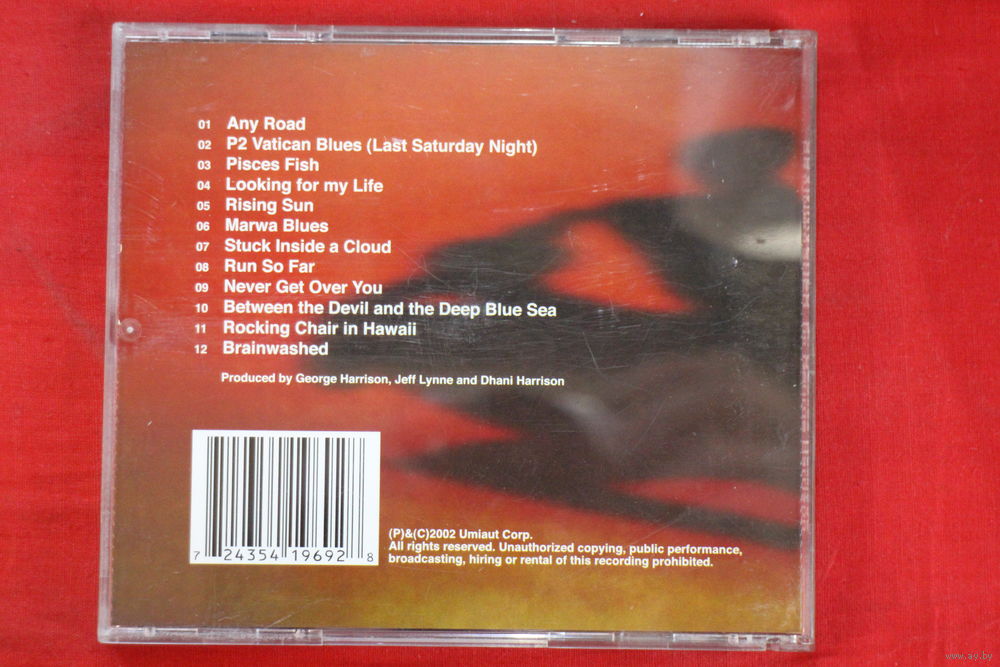 01 Any Road
02 P2 Vatican Blues (Last Saturday Night)
03 Pisces Fish
04 Looking for my Life
05 Rising Sun
06 Marwa Blues
07 Stuck Inside a Cloud
08 Run So Far
09 Never Get Over You
10 Between the Devil and the Deep Blue Sea
11 Rocking Chair in Hawaii
12 Brainwashed
Produced by George Harrison, Jeff Lynne and Dhani Harrison
7 24354 19692 8
(P)&(C)2002 Umiaut Corp.
All rights reserved. Unauthorized copying, public performance,
broadcasting, hiring or rental of this recording prohibited.
www.ay.by